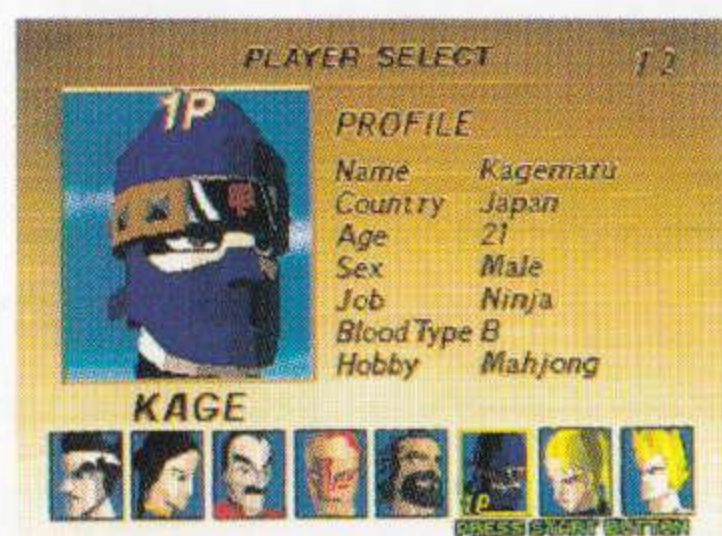 PLAYER SELECT 12
1P
PROFILE
Name Kagemaru
Country Japan
Age 21
Sex Male
Job Ninja
Blood Type B
Hobby Mahjong
KAGE
1P
PRESS START BUTTON